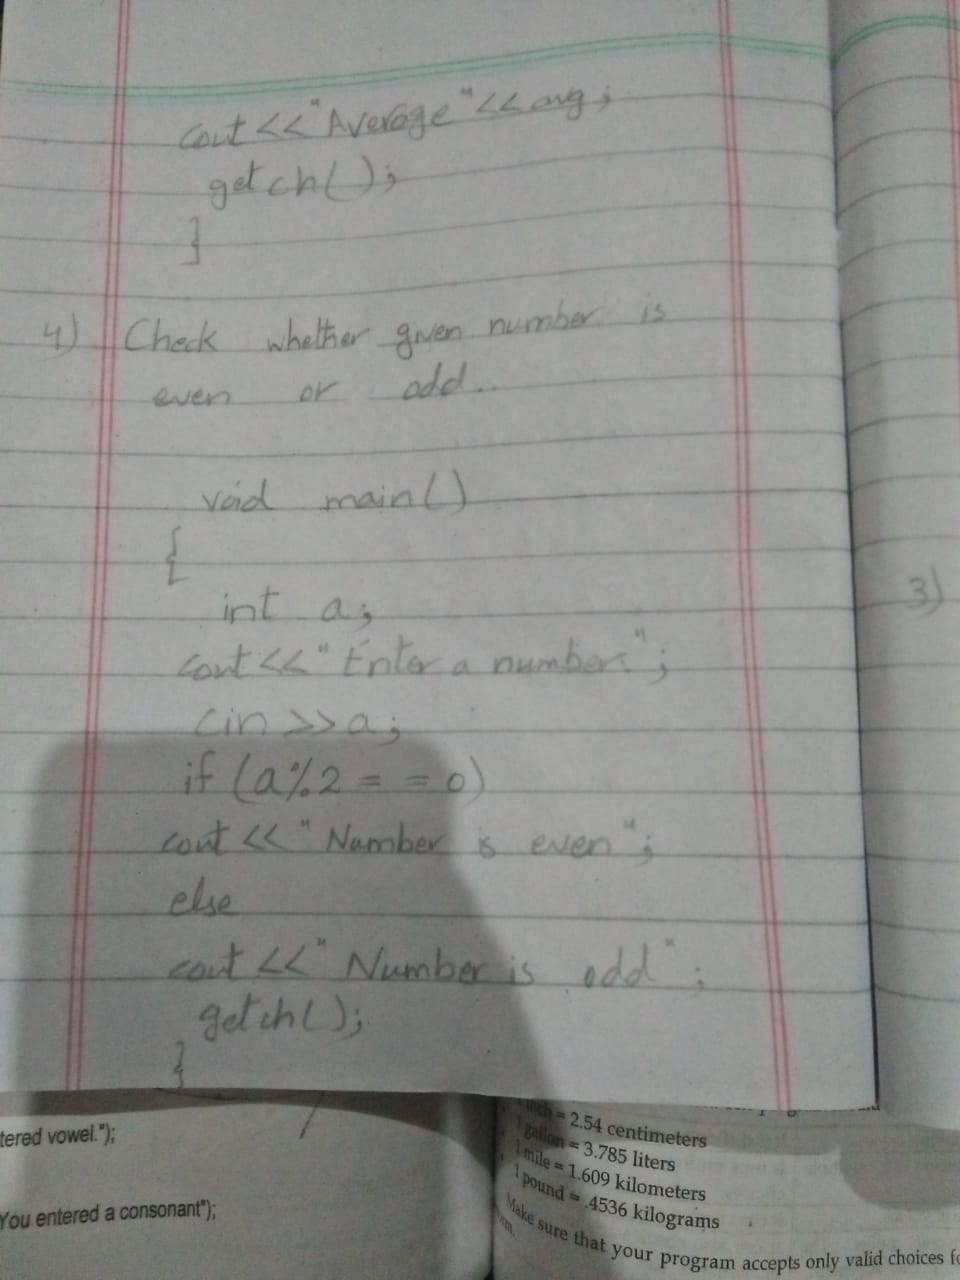 cout<<"Average"<<avg;
getch();
}
4) Check whether given number is
even or odd..
void main()
{
int a;
cout<<"Enter a number:";
cin>>a;
if (a%2 = = 0)
cout << "Number is even";
else
cout <<"Number is odd";
getch();
}
3)
tered vowel.");
You entered a consonant");
inch = 2.54 centimeters
1 gallon = 3.785 liters
1 mile = 1.609 kilometers
1 pound = .4536 kilograms
Make sure that your program accepts only valid choices fo